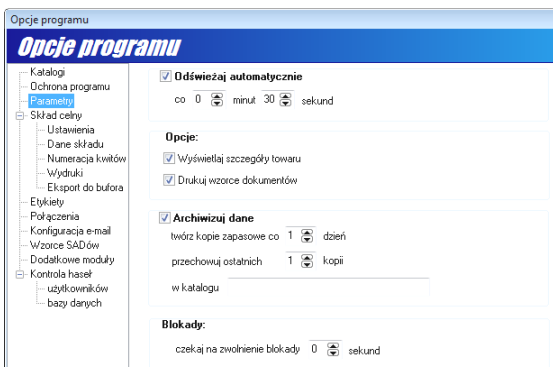 Opcje programu
Opcje programu
Katalogi
Ochrona programu
Parametry
Skład celny
Ustawienia
Dane składu
Numeracja kwitów
Wydruki
Eksport do bufora
Etykiety
Połączenia
Konfiguracja e-mail
Wzorce SADów
Dodatkowe moduły
Kontrola haseł
użytkowników
bazy danych
Odświeżaj automatycznie
co 0 minut 30 sekund
Opcje:
Wyświetlaj szczegóły towaru
Drukuj wzorce dokumentów
Archiwizuj dane
twórz kopie zapasowe co 1 dzień
przechowuj ostatnich 1 kopii
w katalogu
Blokady:
czekaj na zwolnienie blokady 0 sekund